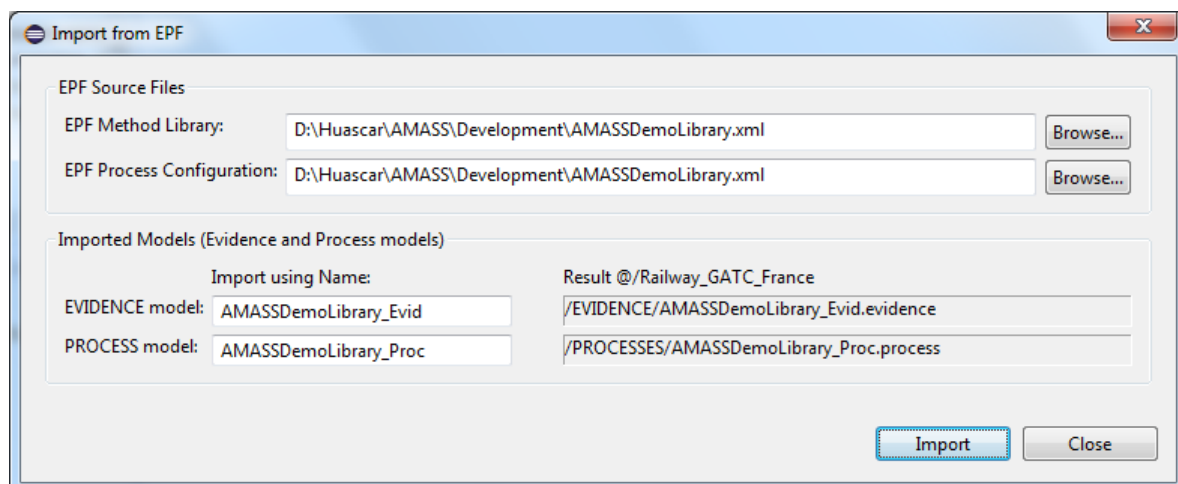 Import from EPF
EPF Source Files
EPF Method Library: D:\Huascar\AMASS\Development\AMASSDemoLibrary.xml Browse...
EPF Process Configuration: D:\Huascar\AMASS\Development\AMASSDemoLibrary.xml Browse...
Imported Models (Evidence and Process models)
Import using Name: Result @/Railway_GATC_France
EVIDENCE model: AMASSDemoLibrary_Evid /EVIDENCE/AMASSDemoLibrary_Evid.evidence
PROCESS model: AMASSDemoLibrary_Proc /PROCESSES/AMASSDemoLibrary_Proc.process
Import Close